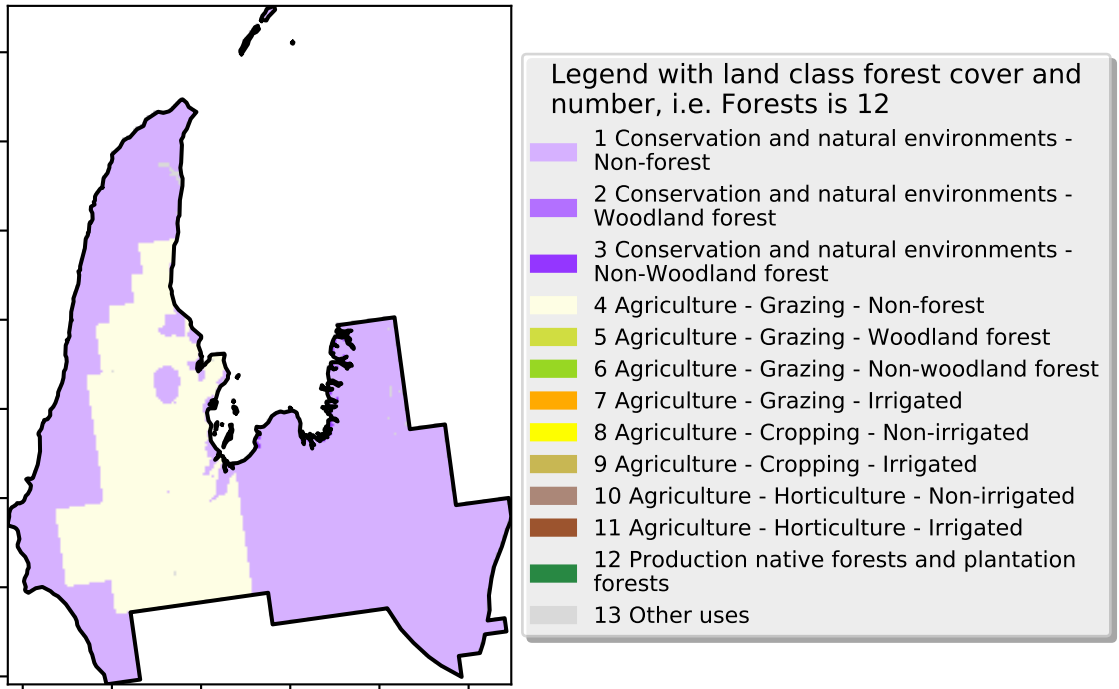 Legend with land class forest cover and
number, i.e. Forests is 12
1 Conservation and natural environments -
Non-forest
2 Conservation and natural environments -
Woodland forest
3 Conservation and natural environments -
Non-Woodland forest
4 Agriculture - Grazing - Non-forest
5 Agriculture - Grazing - Woodland forest
6 Agriculture - Grazing - Non-woodland forest
7 Agriculture - Grazing - Irrigated
8 Agriculture - Cropping - Non-irrigated
9 Agriculture - Cropping - Irrigated
10 Agriculture - Horticulture - Non-irrigated
11 Agriculture - Horticulture - Irrigated
12 Production native forests and plantation
forests
13 Other uses